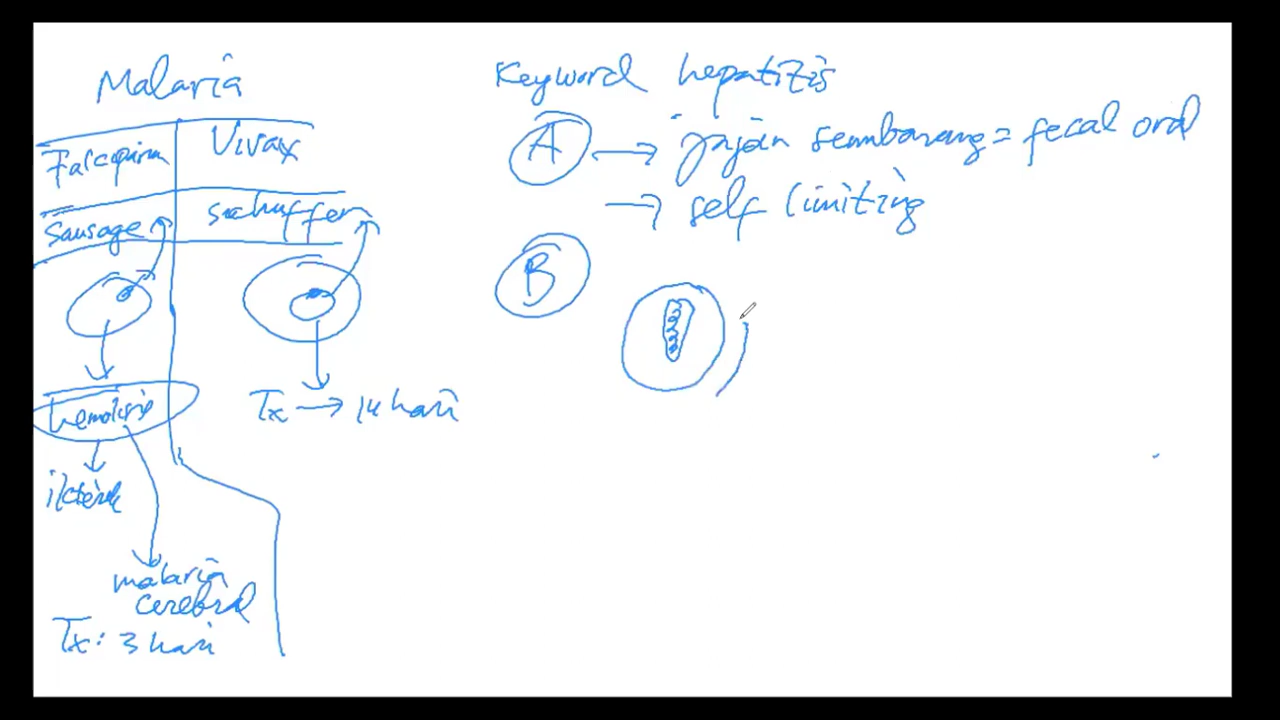 Malaria
Falcifarum Vivax
Sausage schuffer
hemolisis
Tx → 14 hari
ikterik
malaria
cerebral
Tx: 3 hari
Keyword hepatitis
A → jajan sembarang = fecal oral
→ self limiting
B